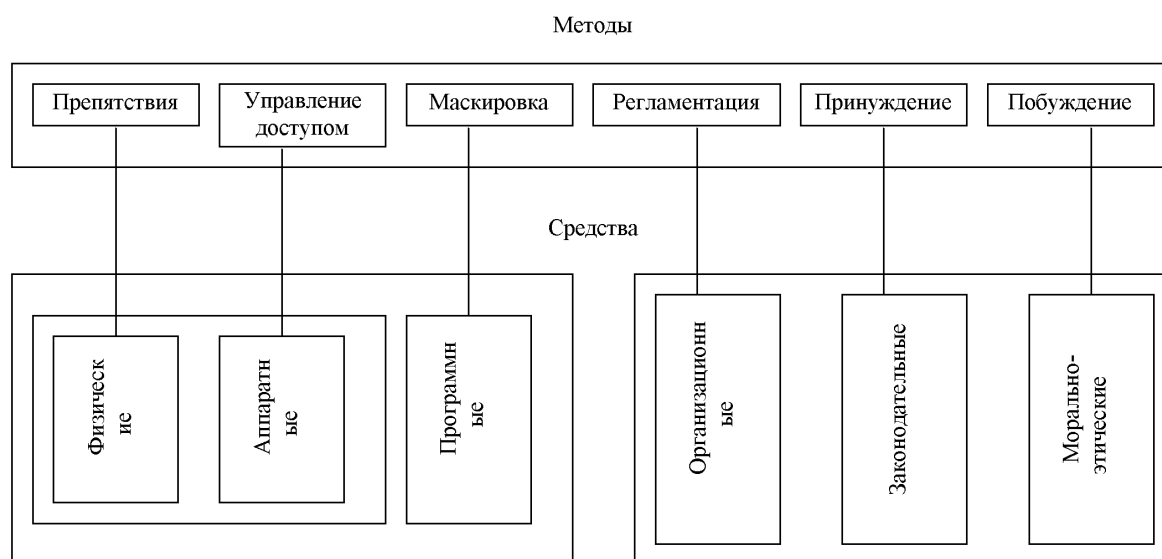 Методы
Препятствия
Управление
доступом
Маскировка
Регламентация
Принуждение
Побуждение
Средства
Физическ
ие
Аппаратн
ые
Программн
ые
Организационн
ые
Законодательные
Морально-
этические